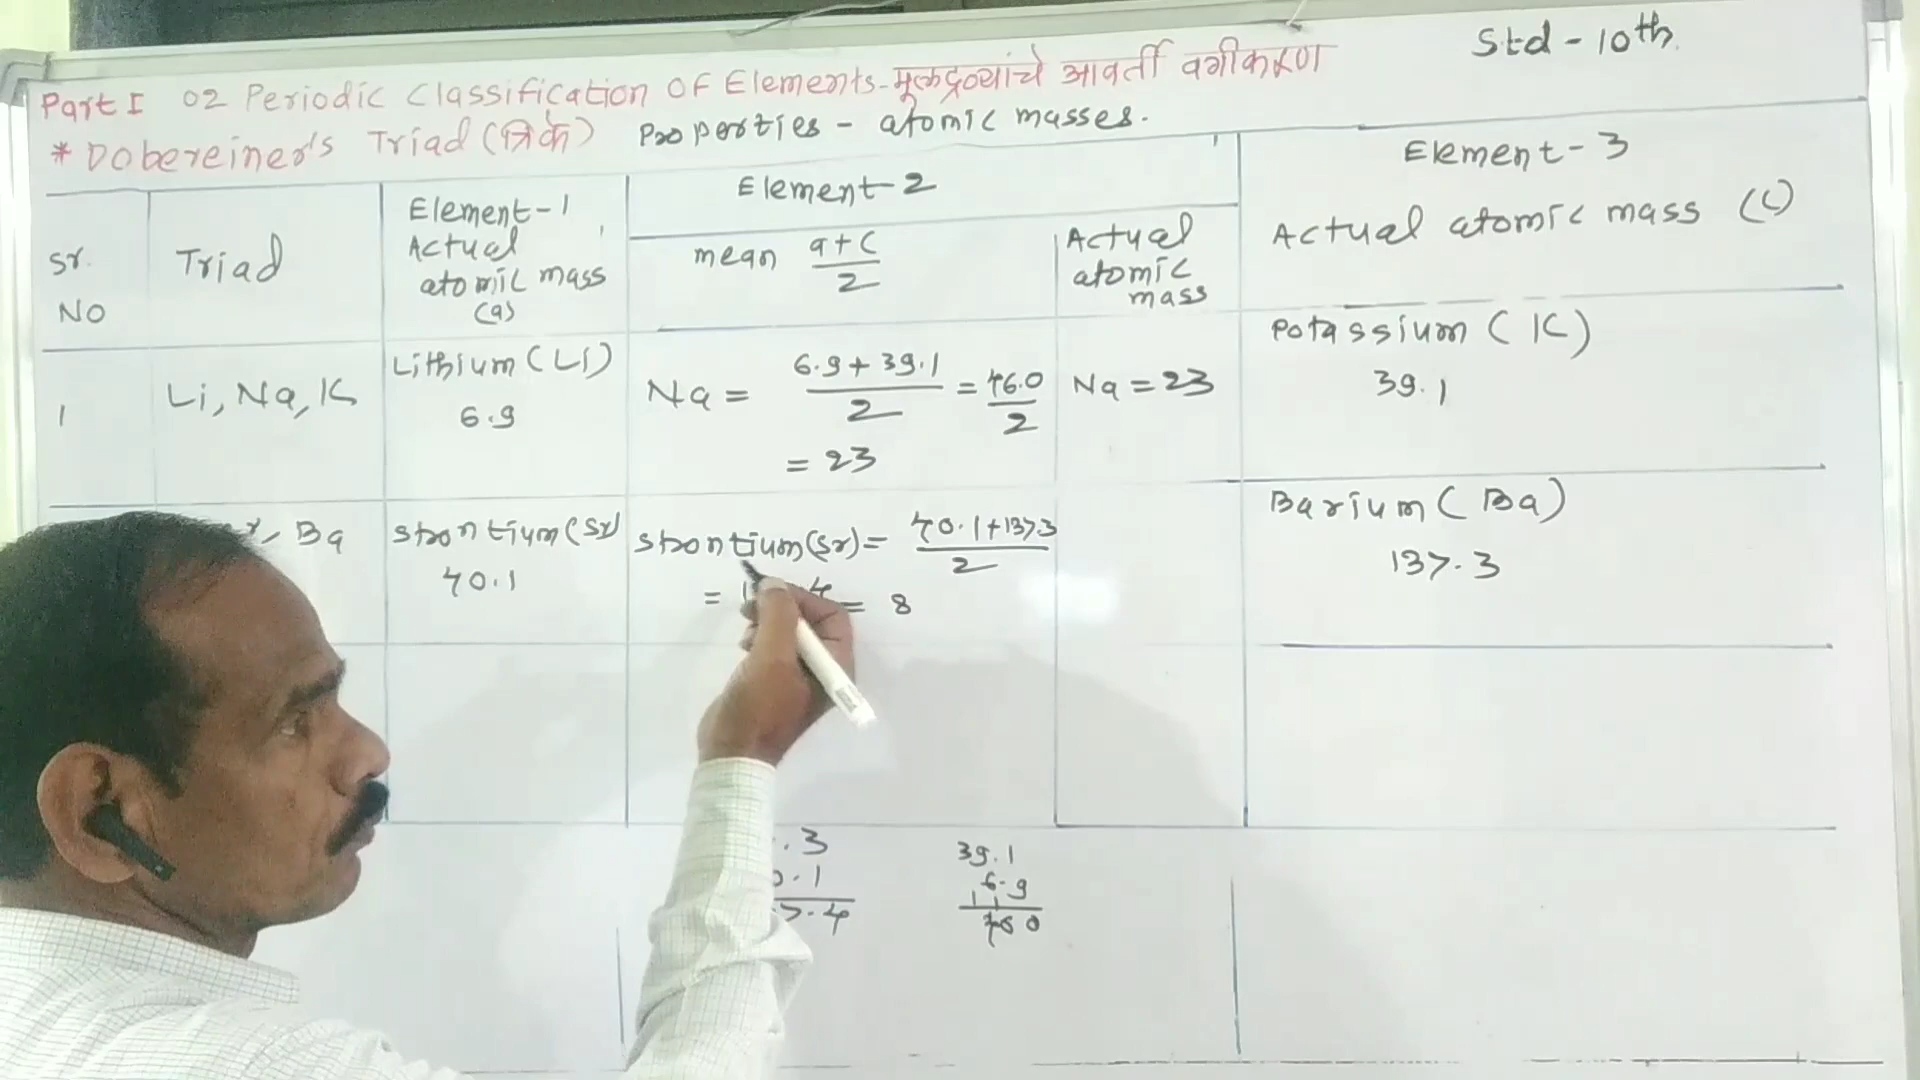 Std - 10th
Part I 02 Periodic Classification Of Elements - मूलद्रव्यांचे आवर्ती वर्गीकरण
* Dobereiner's Triad (त्रिके) Properties - atomic masses.
Sr. NO
Triad
Element-1
Actual
atomic mass
(a)
Element-2
mean a+c/2
Actual
atomic
mass
Element-3
Actual atomic mass (c)
1
Li, Na, K
Lithium (Li)
6.9
Na = 6.9 + 39.1/2 = 46.0/2
= 23
Na = 23
Potassium (K)
39.1
Ba
Strontium (Sr)
40.1
Strontium (Sr) = 40.1+137.3/2
= 8
Barium (Ba)
137.3
.3
.1
7.4
39.1
6.9